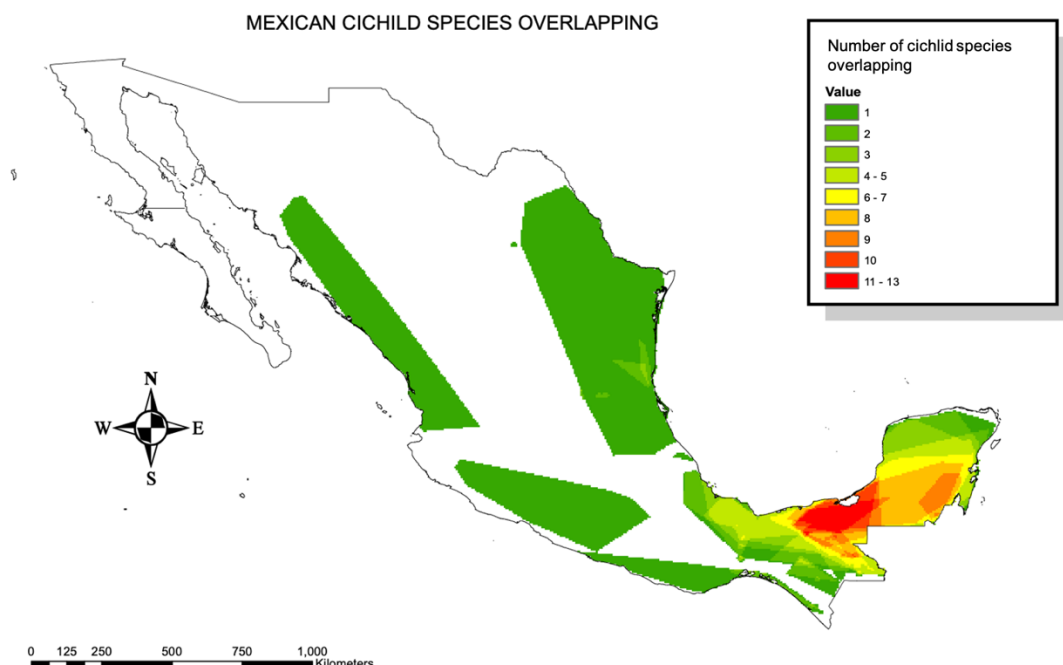 MEXICAN CICHILD SPECIES OVERLAPPING
Number of cichlid species
overlapping
Value
1
2
3
4 - 5
6 - 7
8
9
10
11 - 13
N
W E
S
0 125 250 500 750 1,000
Kilometers